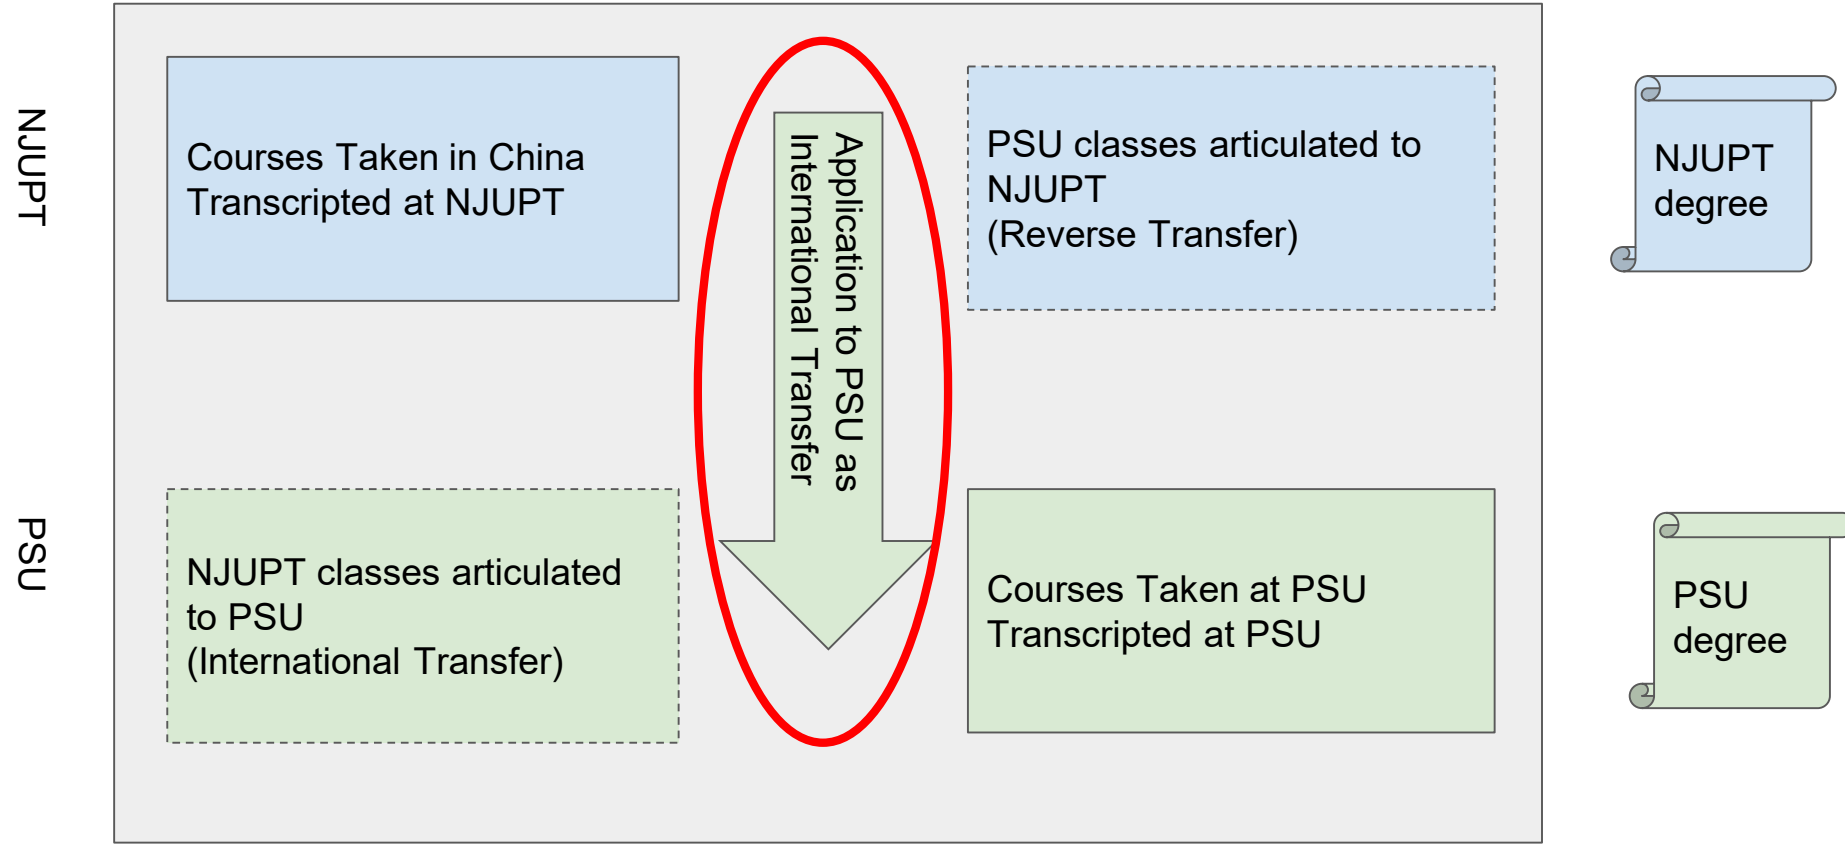 NJUPT
Courses Taken in China
Transcripted at NJUPT
Application to PSU as
International Transfer
PSU classes articulated to
NJUPT
(Reverse Transfer)
NJUPT
degree
PSU
NJUPT classes articulated
to PSU
(International Transfer)
Courses Taken at PSU
Transcripted at PSU
PSU
degree